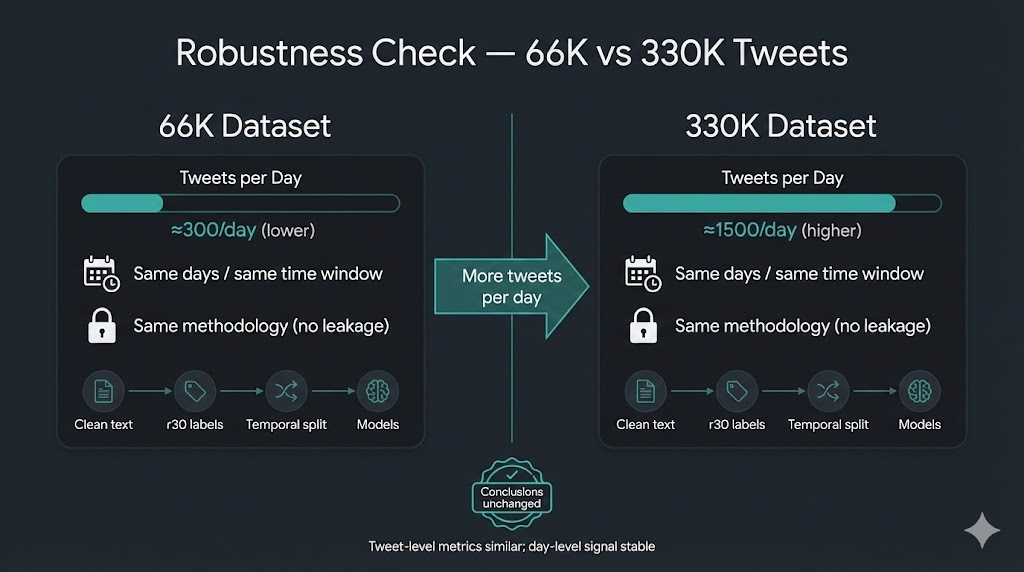 Robustness Check — 66K vs 330K Tweets
66K Dataset
Tweets per Day
≈300/day (lower)
Same days / same time window
Same methodology (no leakage)
Clean text
r30 labels
Temporal split
Models
More tweets
per day
330K Dataset
Tweets per Day
≈1500/day (higher)
Same days / same time window
Same methodology (no leakage)
Clean text
r30 labels
Temporal split
Models
Conclusions
unchanged
Tweet-level metrics similar; day-level signal stable